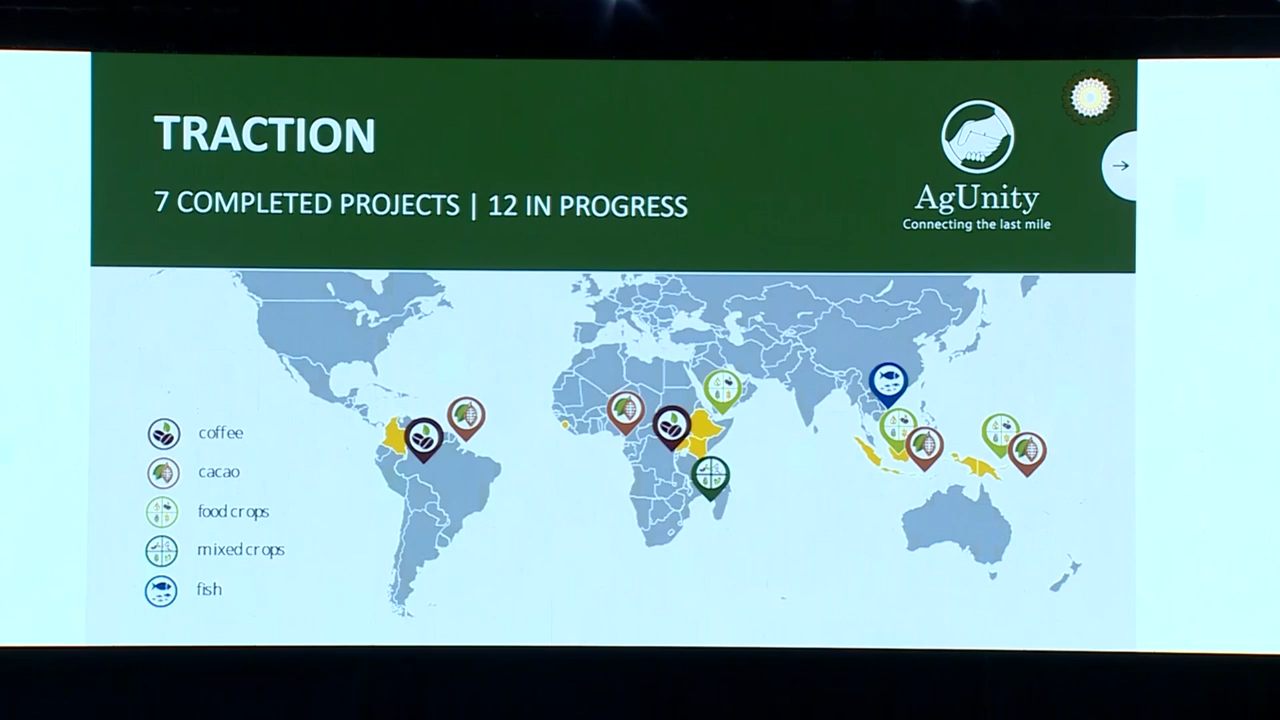 TRACTION
7 COMPLETED PROJECTS | 12 IN PROGRESS
AgUnity
Connecting the last mile
coffee
cacao
food crops
mixed crops
fish